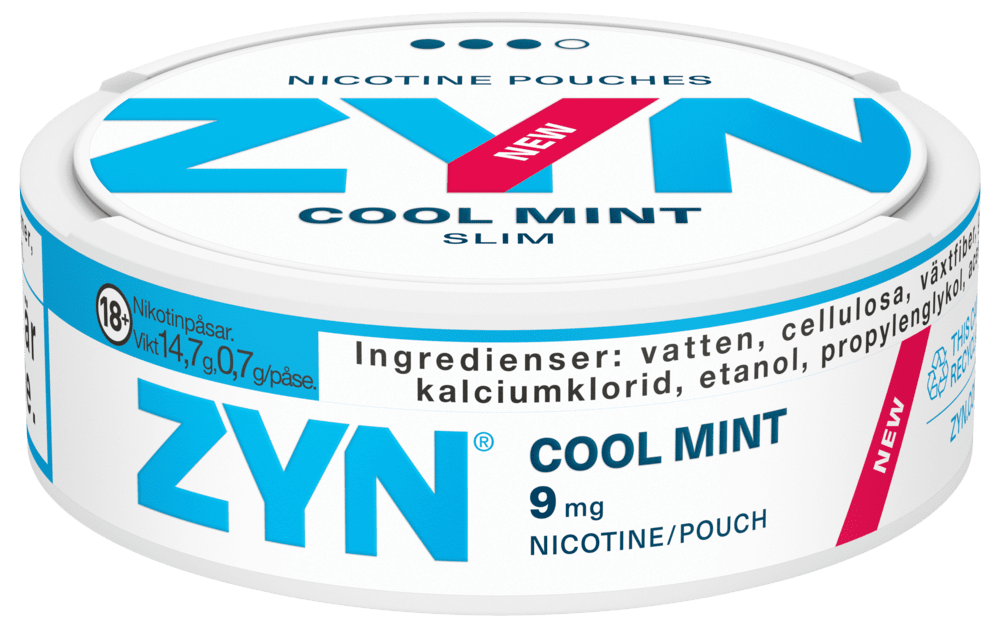 NICOTINE POUCHES
ZYN
NEW
COOL MINT
SLIM
18+
Nikotinpåsar.
Vikt 14,7 g, 0,7 g/påse.
Ingredienser: vatten, cellulosa, växtfiber,
kalciumklorid, etanol, propylenglykol,
ZYN®
COOL MINT
9 mg
NICOTINE/POUCH
NEW
THIS